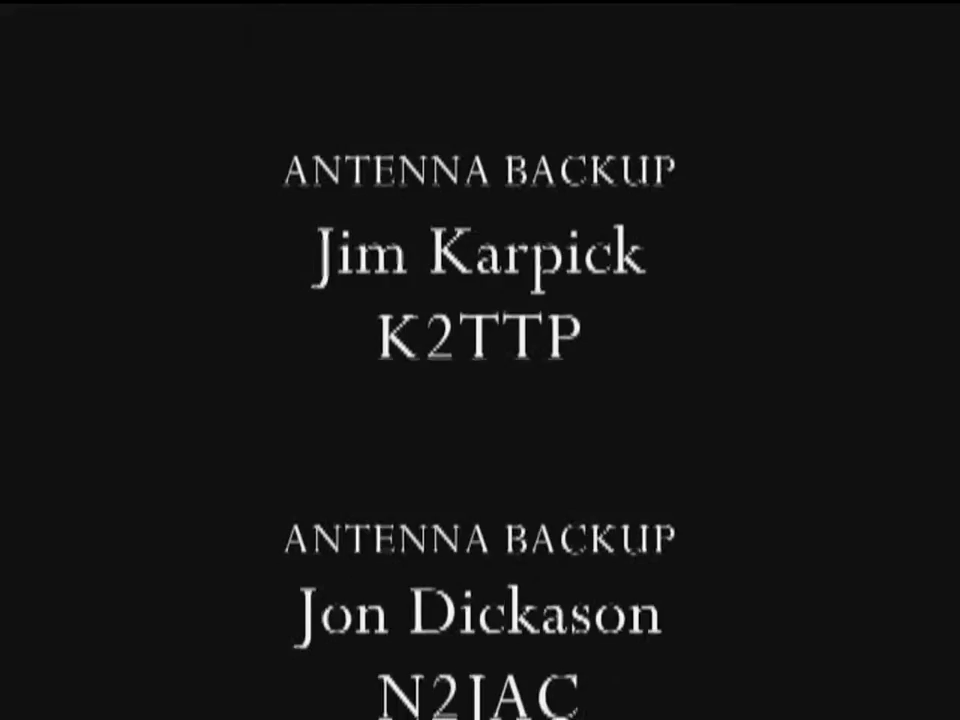 ANTENNA BACKUP
Jim Karpick
K2TTP
ANTENNA BACKUP
Jon Dickason
N2JAC